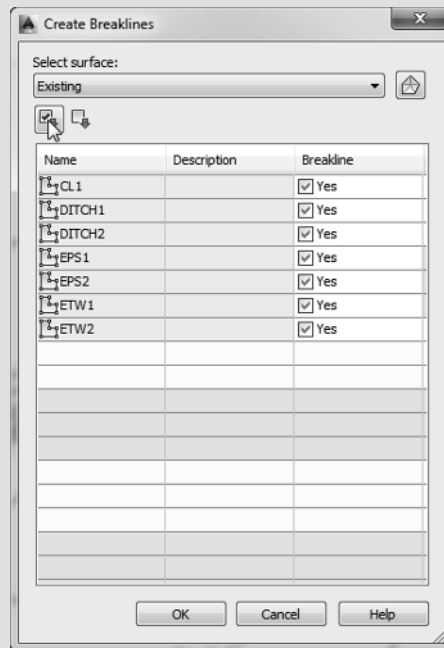 Create Breaklines
Select surface:
Existing
Name Description Breakline
CL1 Yes
DITCH1 Yes
DITCH2 Yes
EPS1 Yes
EPS2 Yes
ETW1 Yes
ETW2 Yes
OK Cancel Help